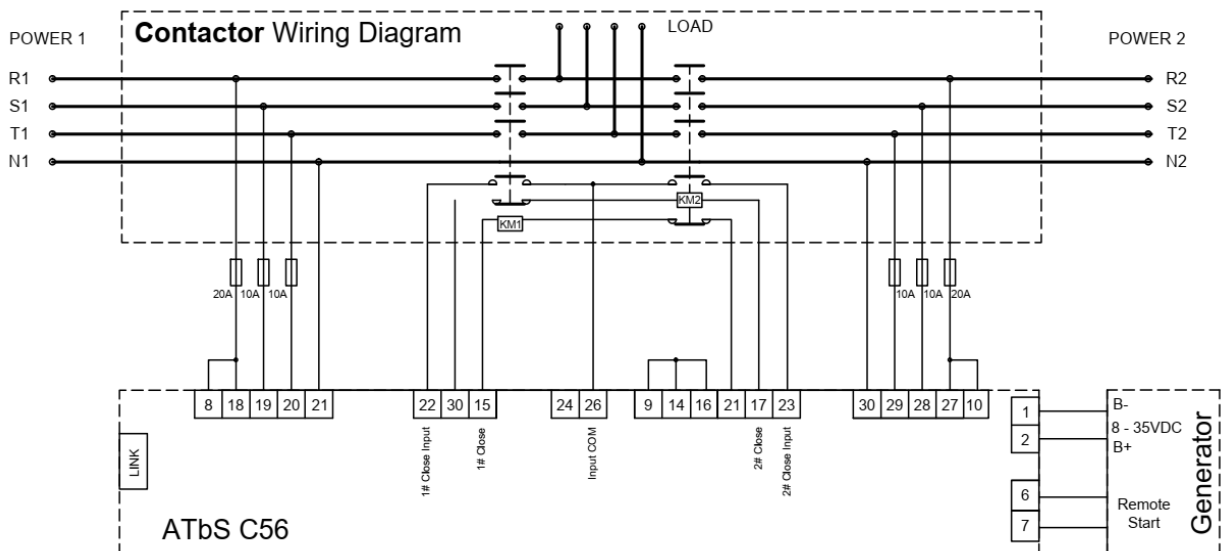 Contactor Wiring Diagram
LOAD
POWER 1
POWER 2
R1
R2
S1
S2
T1
T2
N1
N2
KM2
KM1
20A 10A 10A
10A 10A 20A
8 18 19 20 21
22 30 15
24 26
9 14 16 21 17 23
30 29 28 27 10
1# Close Input
1# Close
Input COM
2# Close
2# Close Input
LINK
ATbS C56
1
2
6
7
B-
8 - 35VDC
B+
Remote
Start
Generator